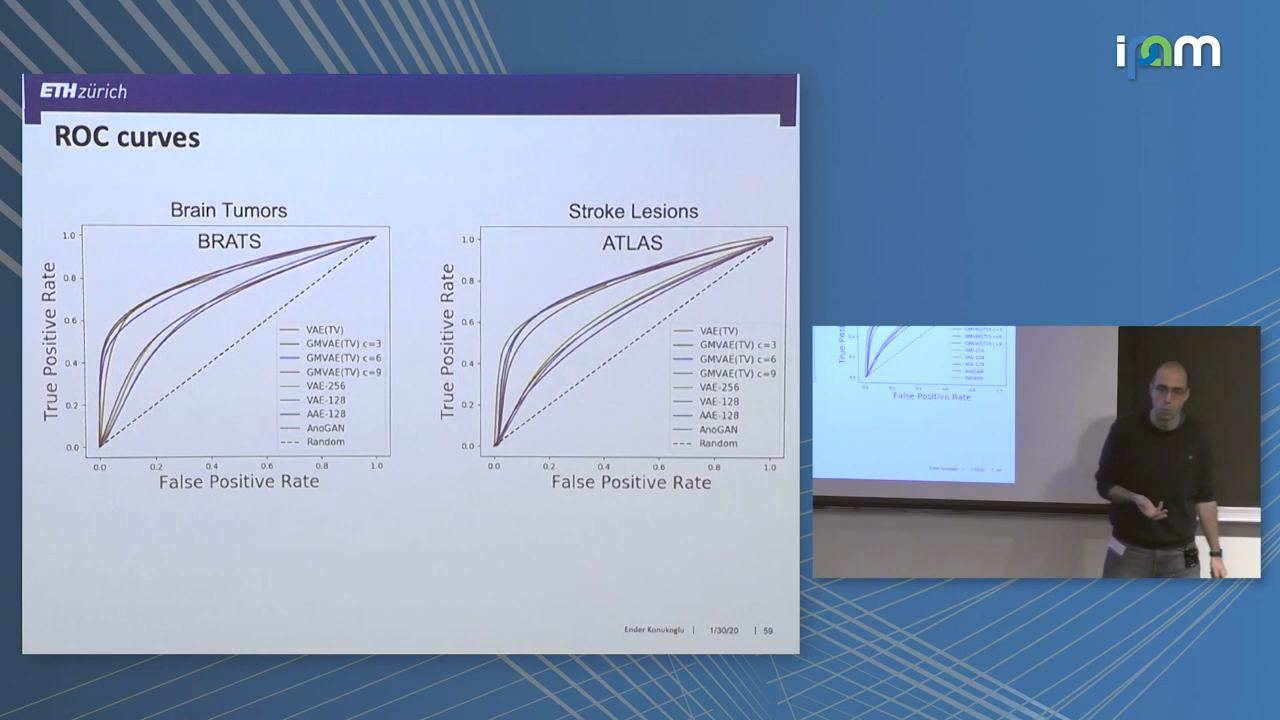 ipam
ETH zürich
ROC curves
Brain Tumors
BRATS
True Positive Rate
1.0
0.8
0.6
0.4
0.2
0.0
VAE(TV)
GMVAE(TV) c=3
GMVAE(TV) c=6
GMVAE(TV) c=9
VAE-256
VAE-128
AAE-128
AnoGAN
Random
0.0 0.2 0.4 0.6 0.8 1.0
False Positive Rate
Stroke Lesions
ATLAS
True Positive Rate
1.0
0.8
0.6
0.4
0.2
0.0
VAE(TV)
GMVAE(TV) c=3
GMVAE(TV) c=6
GMVAE(TV) c=9
VAE-256
VAE-128
AAE-128
AnoGAN
Random
0.0 0.2 0.4 0.6 0.8 1.0
False Positive Rate
Ender Konukoglu | 1/30/20 | 59
False Positive Rate